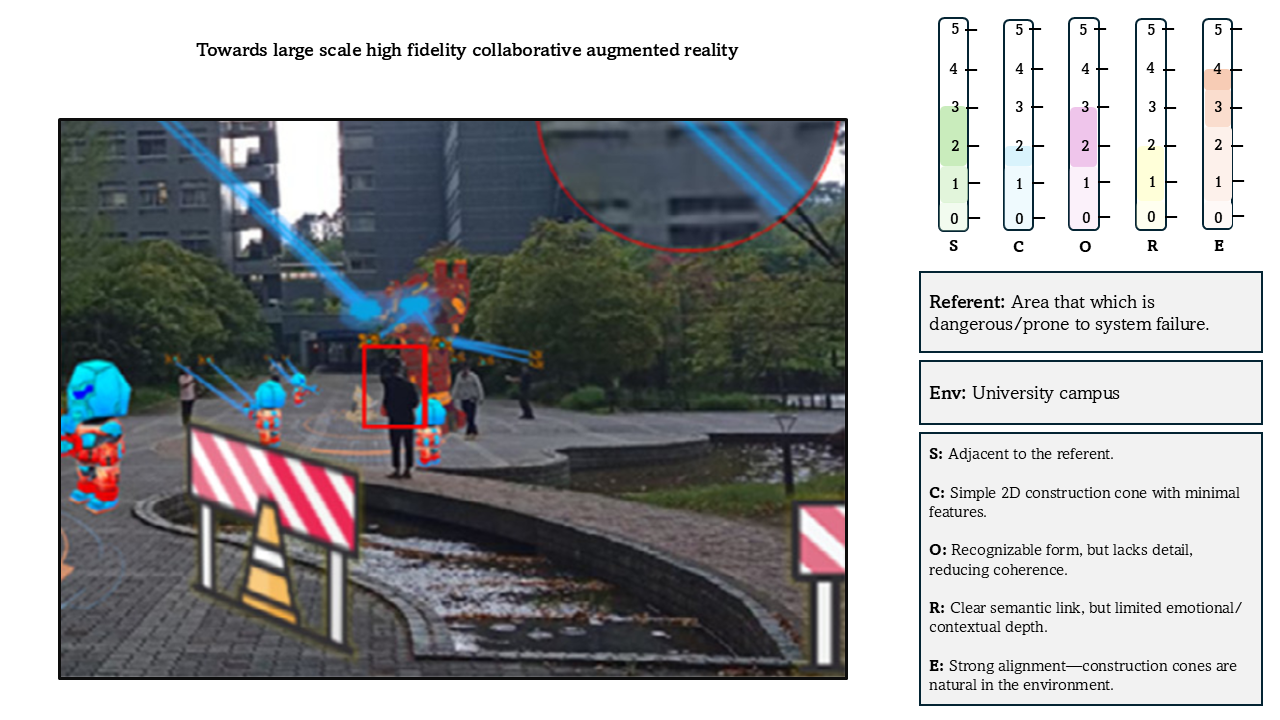 Towards large scale high fidelity collaborative augmented reality
5 5 5 5 5
4 4 4 4 4
3 3 3 3 3
2 2 2 2 2
1 1 1 1 1
0 0 0 0 0
S C O R E
Referent: Area that which is
dangerous/prone to system failure.
Env: University campus
S: Adjacent to the referent.
C: Simple 2D construction cone with minimal
features.
O: Recognizable form, but lacks detail,
reducing coherence.
R: Clear semantic link, but limited emotional/
contextual depth.
E: Strong alignment—construction cones are
natural in the environment.